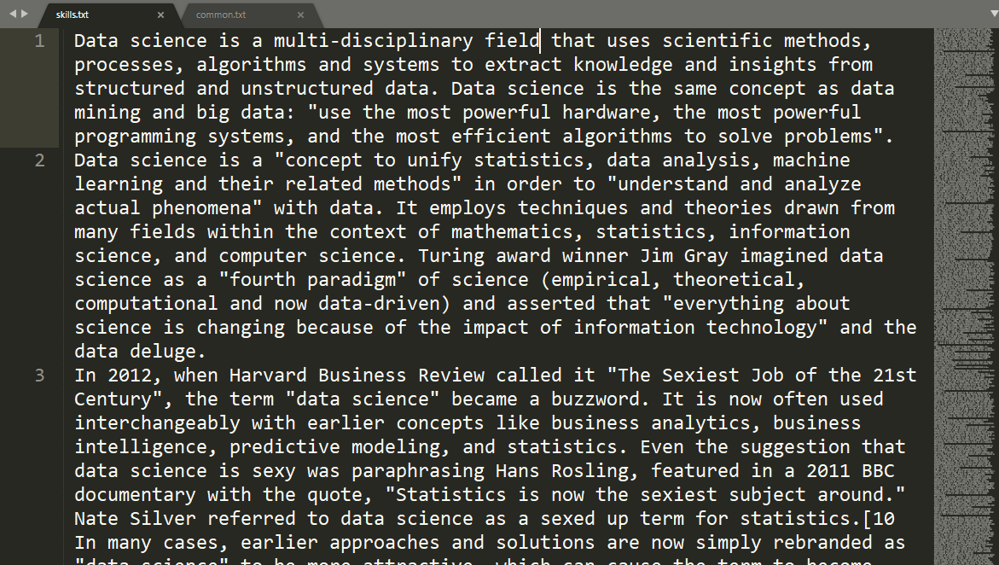 skills.txt
common.txt
1
Data science is a multi-disciplinary field that uses scientific methods,
processes, algorithms and systems to extract knowledge and insights from
structured and unstructured data. Data science is the same concept as data
mining and big data: "use the most powerful hardware, the most powerful
programming systems, and the most efficient algorithms to solve problems".
2
Data science is a "concept to unify statistics, data analysis, machine
learning and their related methods" in order to "understand and analyze
actual phenomena" with data. It employs techniques and theories drawn from
many fields within the context of mathematics, statistics, information
science, and computer science. Turing award winner Jim Gray imagined data
science as a "fourth paradigm" of science (empirical, theoretical,
computational and now data-driven) and asserted that "everything about
science is changing because of the impact of information technology" and the
data deluge.
3
In 2012, when Harvard Business Review called it "The Sexiest Job of the 21st
Century", the term "data science" became a buzzword. It is now often used
interchangeably with earlier concepts like business analytics, business
intelligence, predictive modeling, and statistics. Even the suggestion that
data science is sexy was paraphrasing Hans Rosling, featured in a 2011 BBC
documentary with the quote, "Statistics is now the sexiest subject around."
Nate Silver referred to data science as a sexed up term for statistics.[10
In many cases, earlier approaches and solutions are now simply rebranded as
"data science" to be more attractive, which can cause the term to become